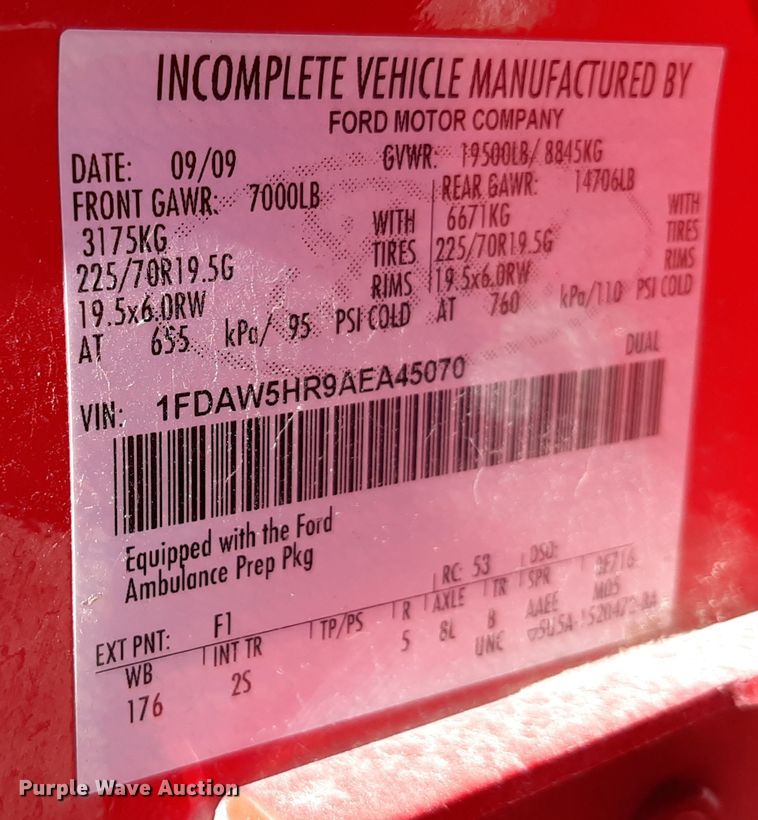 INCOMPLETE VEHICLE MANUFACTURED BY
FORD MOTOR COMPANY
DATE: 09/09 GVWR: 19500LB/ 8845KG
FRONT GAWR: 7000LB REAR GAWR: 14706LB
3175KG WITH 6671KG WITH
225/70R19.5G TIRES 225/70R19.5G TIRES
19.5x6.0RW RIMS 19.5x6.0RW RIMS
AT 655 kPa/ 95 PSI COLD AT 760 kPa/110 PSI COLD
DUAL
VIN: 1FDAW5HR9AEA45070
Equipped with the Ford
Ambulance Prep Pkg
RC: 53 DSO:
EXT PNT: F1 TP/PS R AXLE TR SPR
WB INT TR 5 8L B AAEE M05
176 2S UNC
Purple Wave Auction